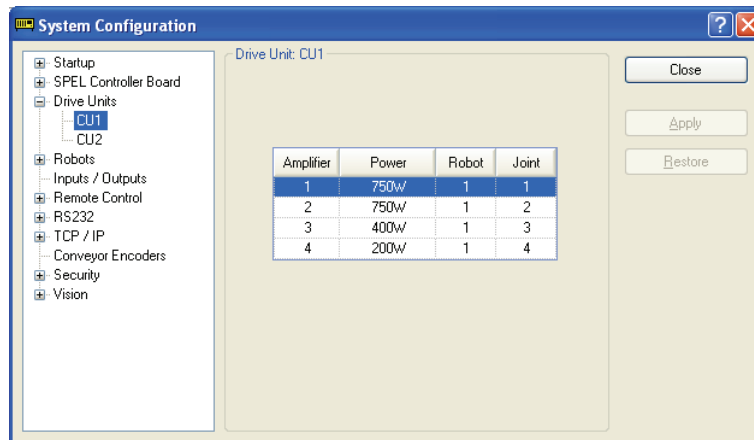 System Configuration
Startup
SPEL Controller Board
Drive Units
CU1
CU2
Robots
Inputs / Outputs
Remote Control
RS232
TCP / IP
Conveyor Encoders
Security
Vision
Drive Unit: CU1
Amplifier Power Robot Joint
1 750W 1 1
2 750W 1 2
3 400W 1 3
4 200W 1 4
Close
Apply
Restore